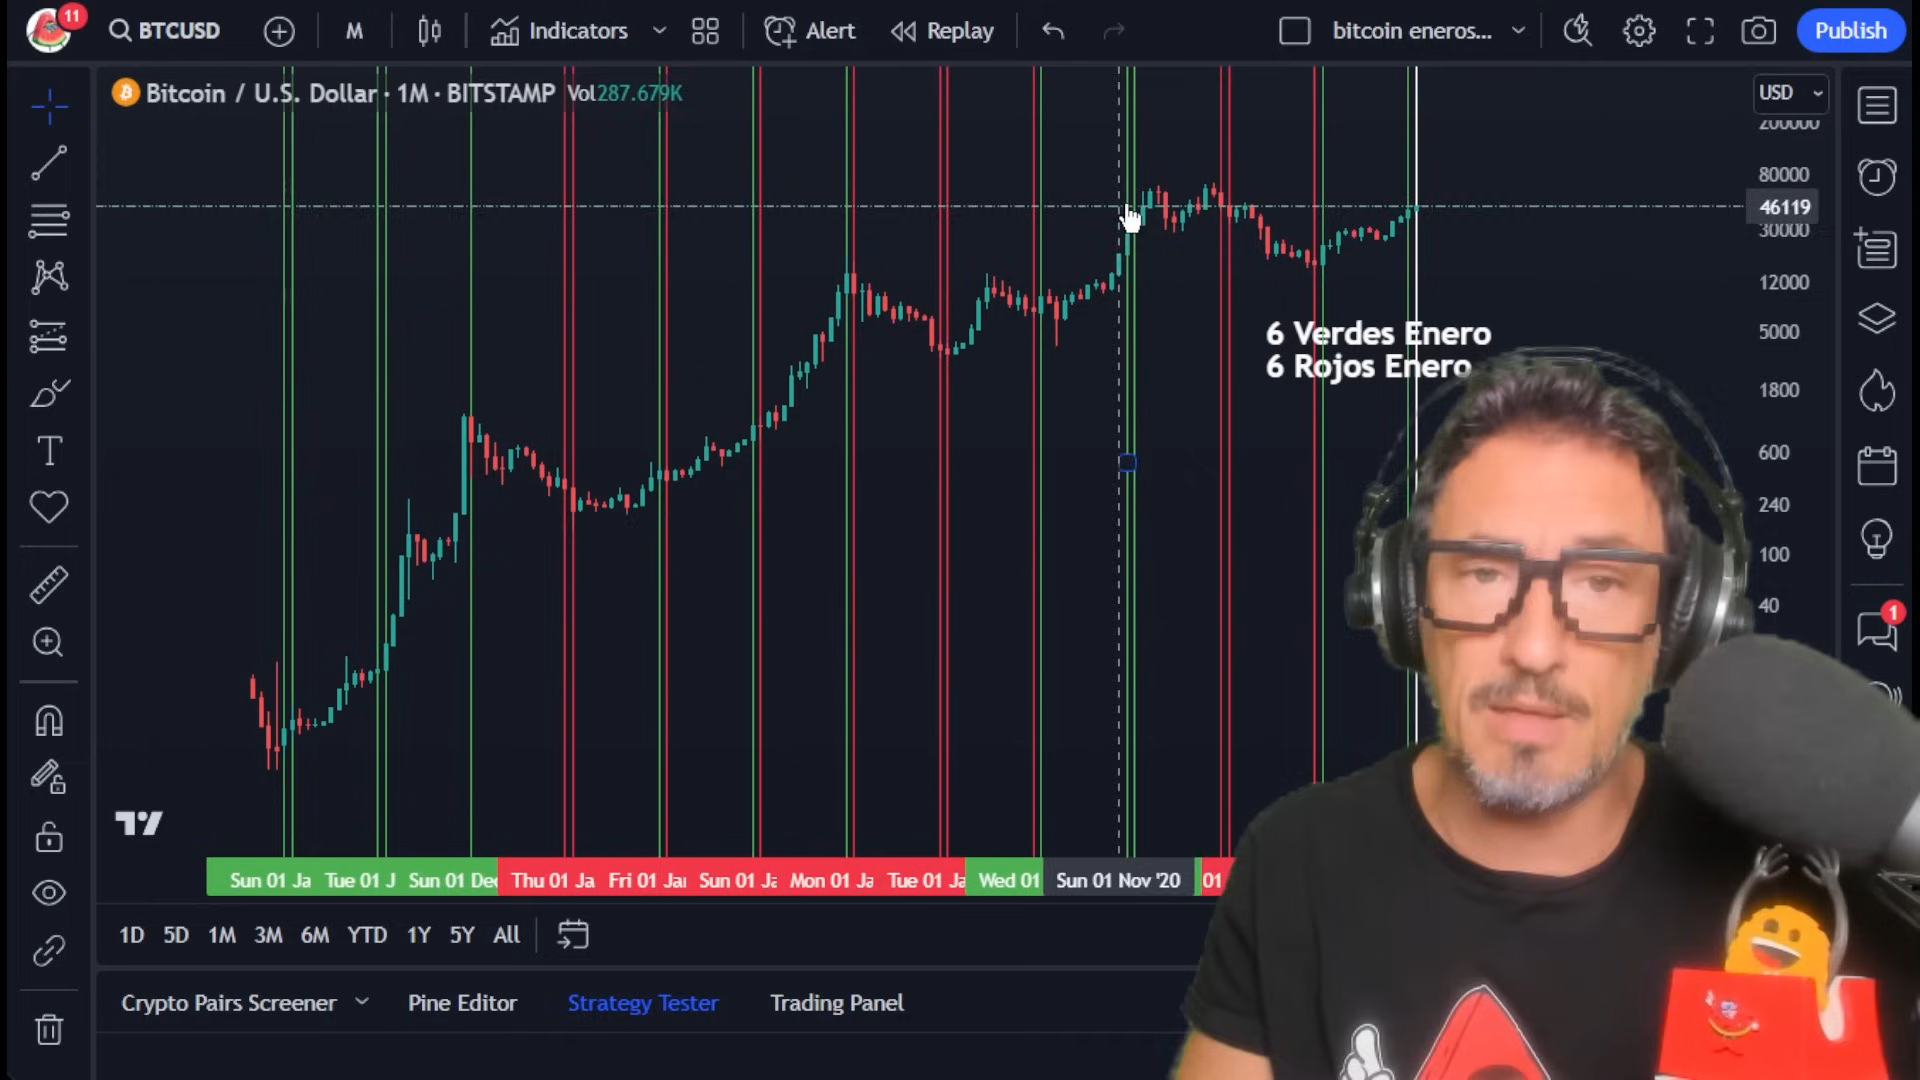 11
BTCUSD
M
Indicators
Alert
Replay
bitcoin eneros...
Publish
Bitcoin / U.S. Dollar · 1M · BITSTAMP Vol287.679K
USD
200000
80000
46119
30000
12000
5000
1800
600
240
100
40
6 Verdes Enero
6 Rojos Enero
1
Sun 01 Ja
Tue 01 J
Sun 01 Dec
Thu 01 Ja
Fri 01 Jan
Sun 01 Ja
Mon 01 Ja
Tue 01 Ja
Wed 01
Sun 01 Nov '20
01
1D 5D 1M 3M 6M YTD 1Y 5Y All
Crypto Pairs Screener
Pine Editor
Strategy Tester
Trading Panel